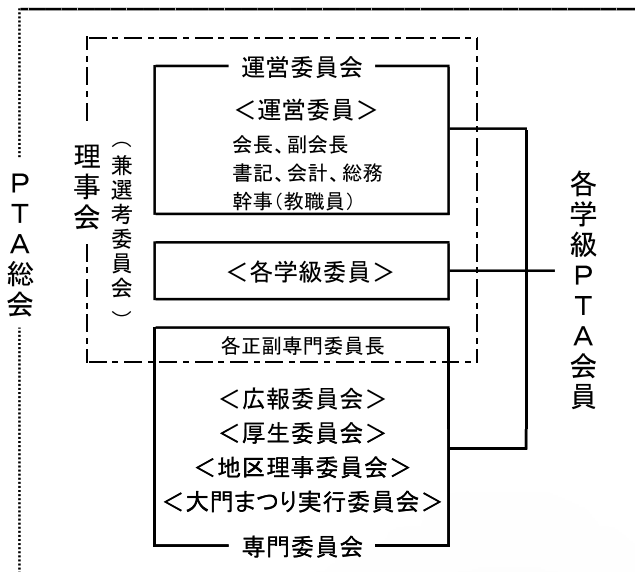 PTA総会
理事会
（兼選考委員会）
運営委員会
＜運営委員＞
会長、副会長
書記、会計、総務
幹事（教職員）
＜各学級委員＞
各正副専門委員長
＜広報委員会＞
＜厚生委員会＞
＜地区理事委員会＞
＜大門まつり実行委員会＞
専門委員会
各学級PTA会員